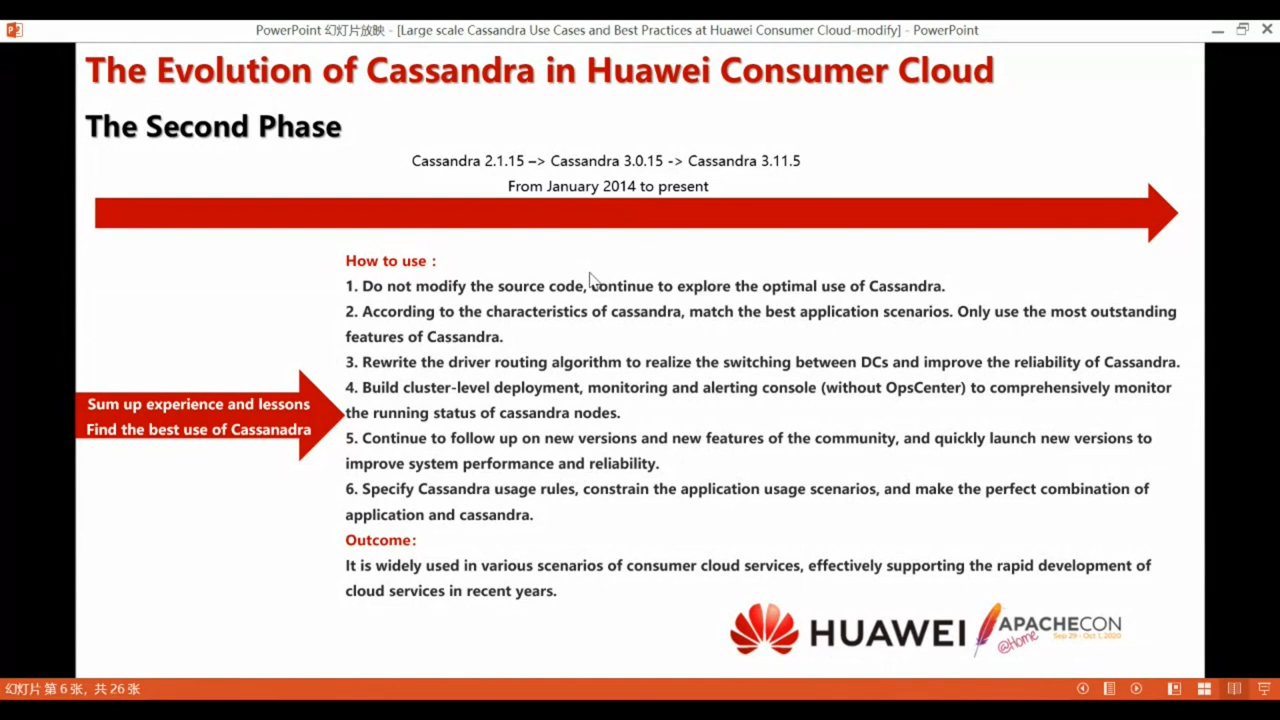 PowerPoint 幻灯片放映 - [Large scale Cassandra Use Cases and Best Practices at Huawei Consumer Cloud-modify] - PowerPoint
The Evolution of Cassandra in Huawei Consumer Cloud
The Second Phase
Cassandra 2.1.15 –> Cassandra 3.0.15 -> Cassandra 3.11.5
From January 2014 to present
How to use：
1. Do not modify the source code, continue to explore the optimal use of Cassandra.
2. According to the characteristics of cassandra, match the best application scenarios. Only use the most outstanding
features of Cassandra.
3. Rewrite the driver routing algorithm to realize the switching between DCs and improve the reliability of Cassandra.
4. Build cluster-level deployment, monitoring and alerting console (without OpsCenter) to comprehensively monitor
the running status of cassandra nodes.
5. Continue to follow up on new versions and new features of the community, and quickly launch new versions to
improve system performance and reliability.
6. Specify Cassandra usage rules, constrain the application usage scenarios, and make the perfect combination of
application and cassandra.
Outcome:
It is widely used in various scenarios of consumer cloud services, effectively supporting the rapid development of
cloud services in recent years.
Sum up experience and lessons
Find the best use of Cassanadra
HUAWEI
APACHECON
@Home
Sep 29 - Oct 1, 2020
幻灯片 第 6 张，共 26 张